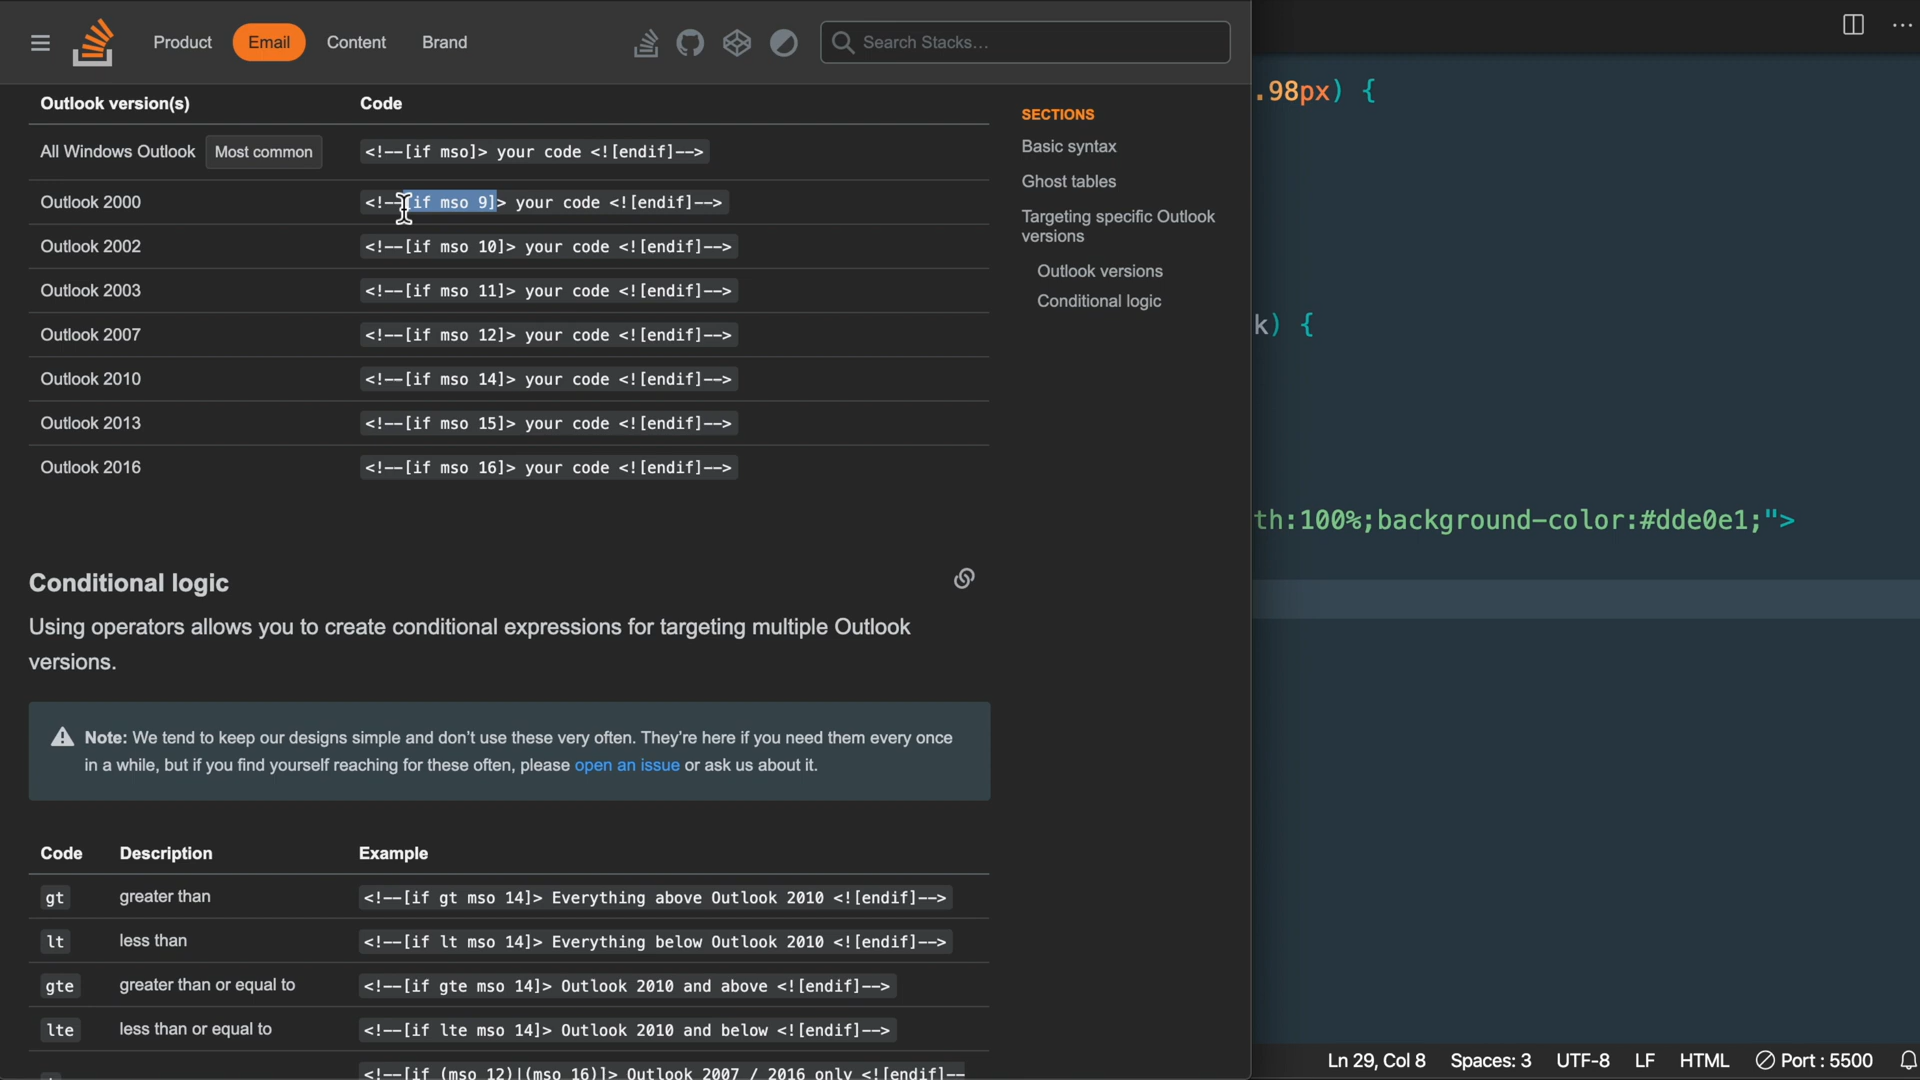 Product Email Content Brand Search Stacks...
Outlook version(s) Code
All Windows Outlook Most common <!--[if mso]> your code <![endif]-->
Outlook 2000 <!--[if mso 9]> your code <![endif]-->
Outlook 2002 <!--[if mso 10]> your code <![endif]-->
Outlook 2003 <!--[if mso 11]> your code <![endif]-->
Outlook 2007 <!--[if mso 12]> your code <![endif]-->
Outlook 2010 <!--[if mso 14]> your code <![endif]-->
Outlook 2013 <!--[if mso 15]> your code <![endif]-->
Outlook 2016 <!--[if mso 16]> your code <![endif]-->
Conditional logic
Using operators allows you to create conditional expressions for targeting multiple Outlook
versions.
Note: We tend to keep our designs simple and don't use these very often. They're here if you need them every once
in a while, but if you find yourself reaching for these often, please open an issue or ask us about it.
Code Description Example
gt greater than <!--[if gt mso 14]> Everything above Outlook 2010 <![endif]-->
lt less than <!--[if lt mso 14]> Everything below Outlook 2010 <![endif]-->
gte greater than or equal to <!--[if gte mso 14]> Outlook 2010 and above <![endif]-->
lte less than or equal to <!--[if lte mso 14]> Outlook 2010 and below <![endif]-->
<!--[if (mso 12)|(mso 16)]> Outlook 2007 / 2016 only <![endif]--
SECTIONS
Basic syntax
Ghost tables
Targeting specific Outlook
versions
Outlook versions
Conditional logic
.98px) {
k) {
th:100%;background-color:#dde0e1;">
Ln 29, Col 8 Spaces: 3 UTF-8 LF HTML Port : 5500